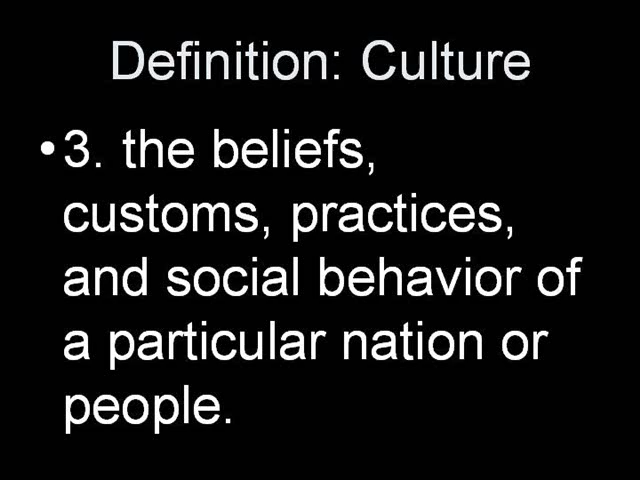 Definition: Culture
•3. the beliefs,
customs, practices,
and social behavior of
a particular nation or
people.